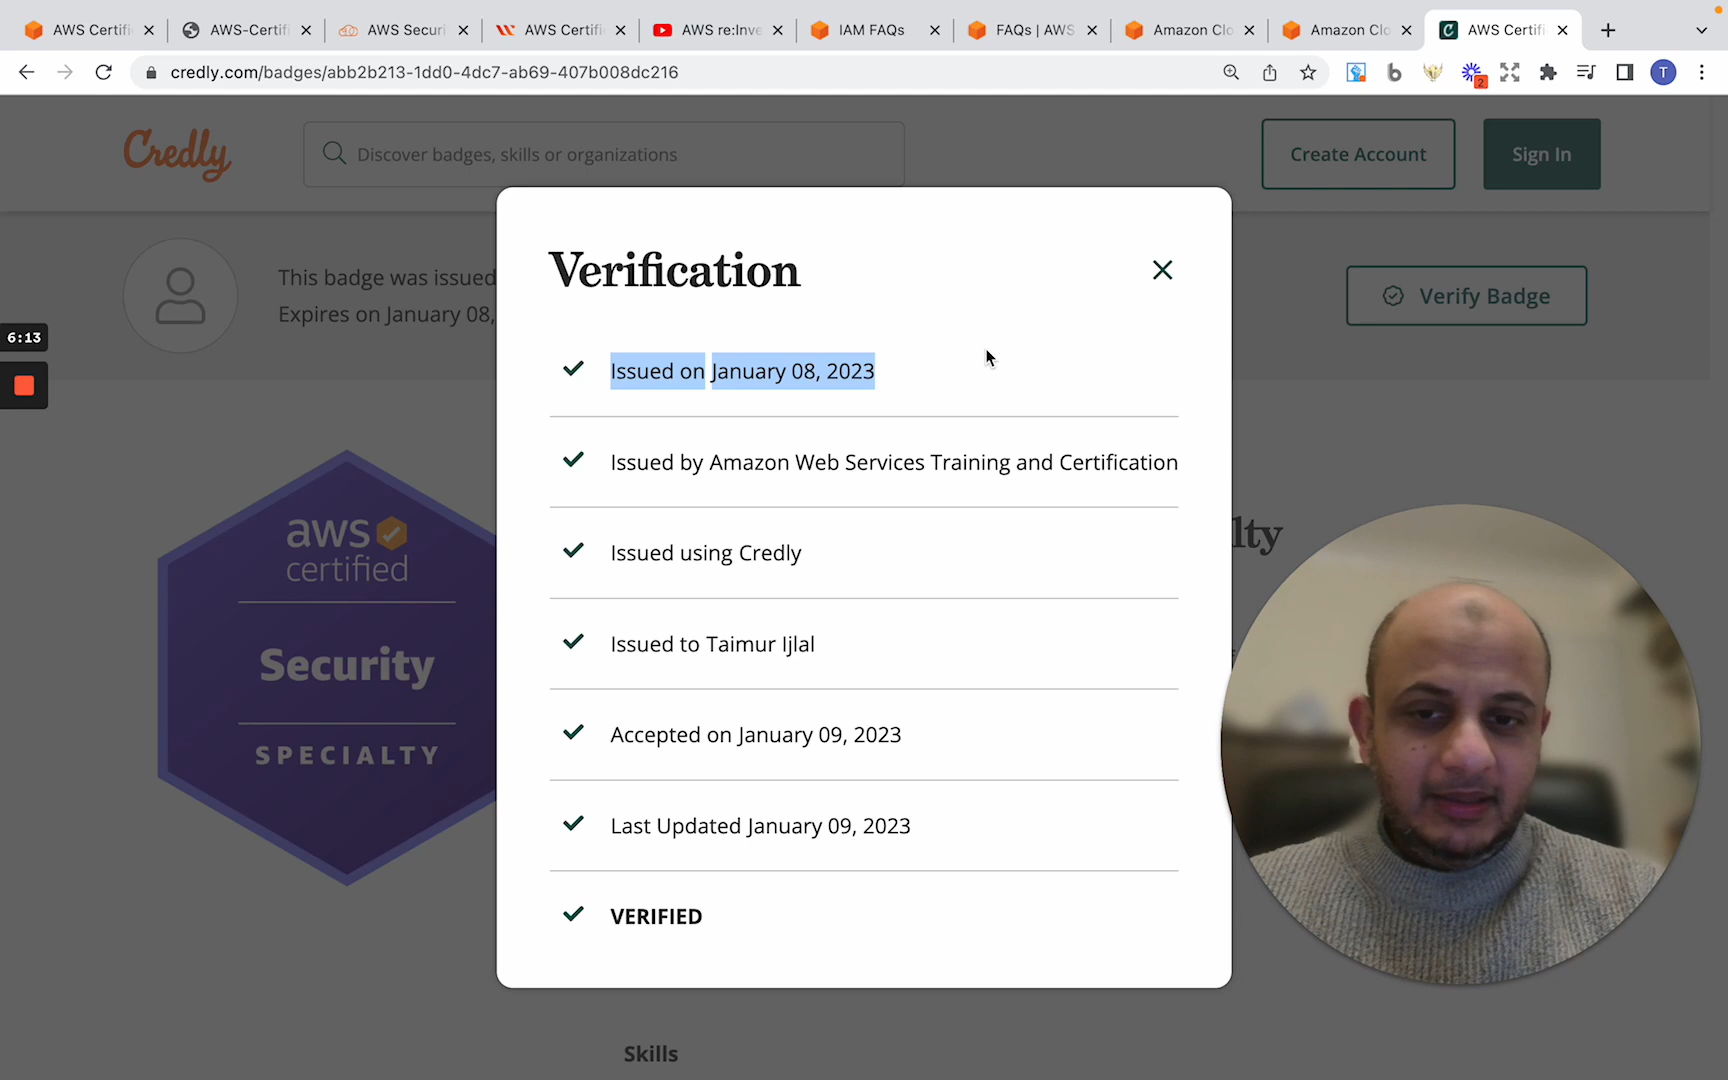 AWS Certifi
AWS-Certifi
AWS Securi
AWS Certifi
AWS re:Inve
IAM FAQs
FAQs | AWS
Amazon Clo
Amazon Clo
AWS Certifi
credly.com/badges/abb2b213-1dd0-4dc7-ab69-407b008dc216
2
T
Credly
Discover badges, skills or organizations
Create Account
Sign In
This badge was issued
Expires on January 08,
Verify Badge
6:13
Verification
Issued on January 08, 2023
Issued by Amazon Web Services Training and Certification
Issued using Credly
Issued to Taimur Ijlal
Accepted on January 09, 2023
Last Updated January 09, 2023
VERIFIED
aws
certified
Security
SPECIALTY
lty
Skills